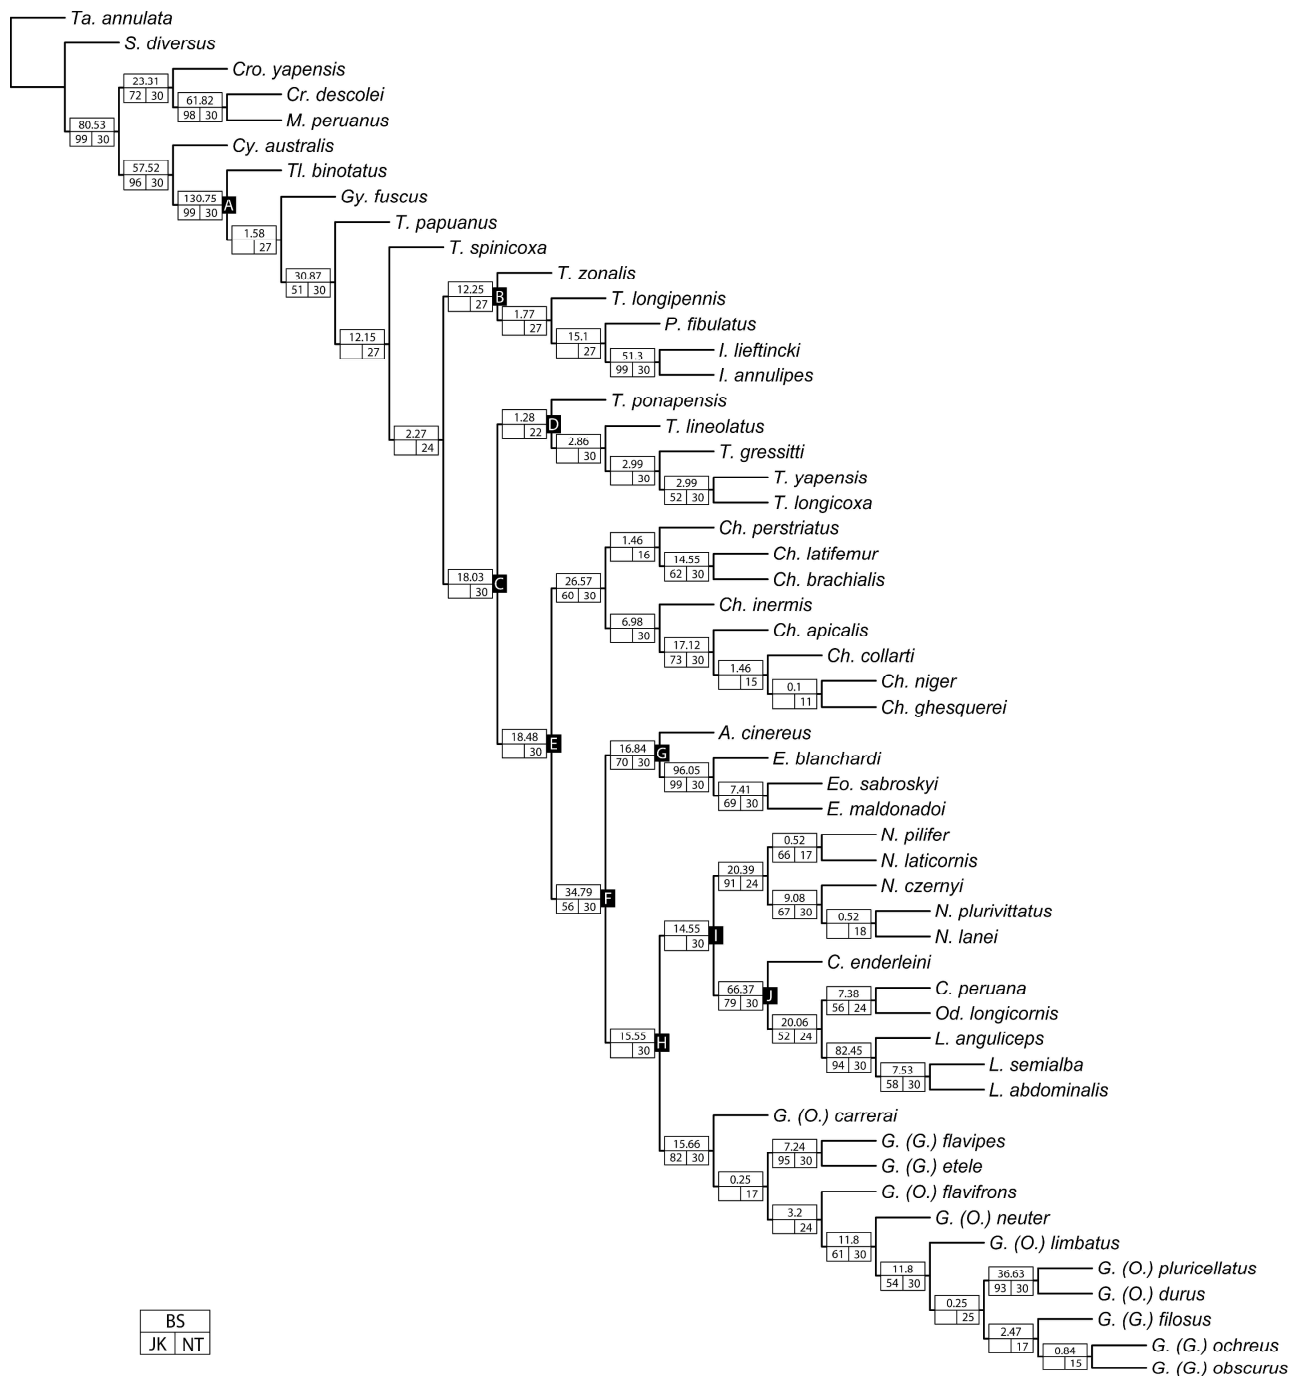 Ta. annulata
S. diversus
Cro. yapensis
23.31
72 30
Cr. descolei
61.82
98 30
M. peruanus
80.53
99 30
Cy. australis
57.52
96 30
Tl. binotatus
130.75
99 30
A
Gy. fuscus
1.58
27
T. papuanus
30.87
51 30
T. spinicoxa
12.15
27
T. zonalis
12.25
27
B
T. longipennis
1.77
27
P. fibulatus
15.1
27
I. lieftincki
51.3
99 30
I. annulipes
T. ponapensis
1.28
22
D
T. lineolatus
2.27
24
2.86
30
T. gressitti
2.99
30
T. yapensis
2.99
52 30
T. longicoxa
Ch. perstriatus
1.46
16
Ch. latifemur
14.55
62 30
Ch. brachialis
18.03
30
C
26.57
60 30
Ch. inermis
6.98
30
Ch. apicalis
17.12
73 30
Ch. collarti
1.46
15
Ch. niger
0.1
11
Ch. ghesquerei
A. cinereus
18.48
30
E
16.84
70 30
G
E. blanchardi
96.05
99 30
Eo. sabroskyi
7.41
69 30
E. maldonadoi
N. pilifer
0.52
66 17
N. laticornis
20.39
91 24
N. czernyi
34.79
56 30
F
9.08
67 30
N. plurivittatus
0.52
18
N. lanei
14.55
30
I
C. enderleini
66.37
79 30
J
C. peruana
7.38
56 24
Od. longicornis
20.06
52 24
L. anguliceps
15.55
30
H
82.45
94 30
L. semialba
7.53
58 30
L. abdominalis
G. (O.) carrerai
15.66
82 30
G. (G.) flavipes
7.24
95 30
G. (G.) etele
0.25
17
G. (O.) flavifrons
3.2
24
G. (O.) neuter
11.8
61 30
G. (O.) limbatus
11.8
54 30
G. (O.) pluricellatus
36.63
93 30
G. (O.) durus
0.25
25
G. (G.) filosus
2.47
17
G. (G.) ochreus
0.84
15
G. (G.) obscurus
BS
JK NT